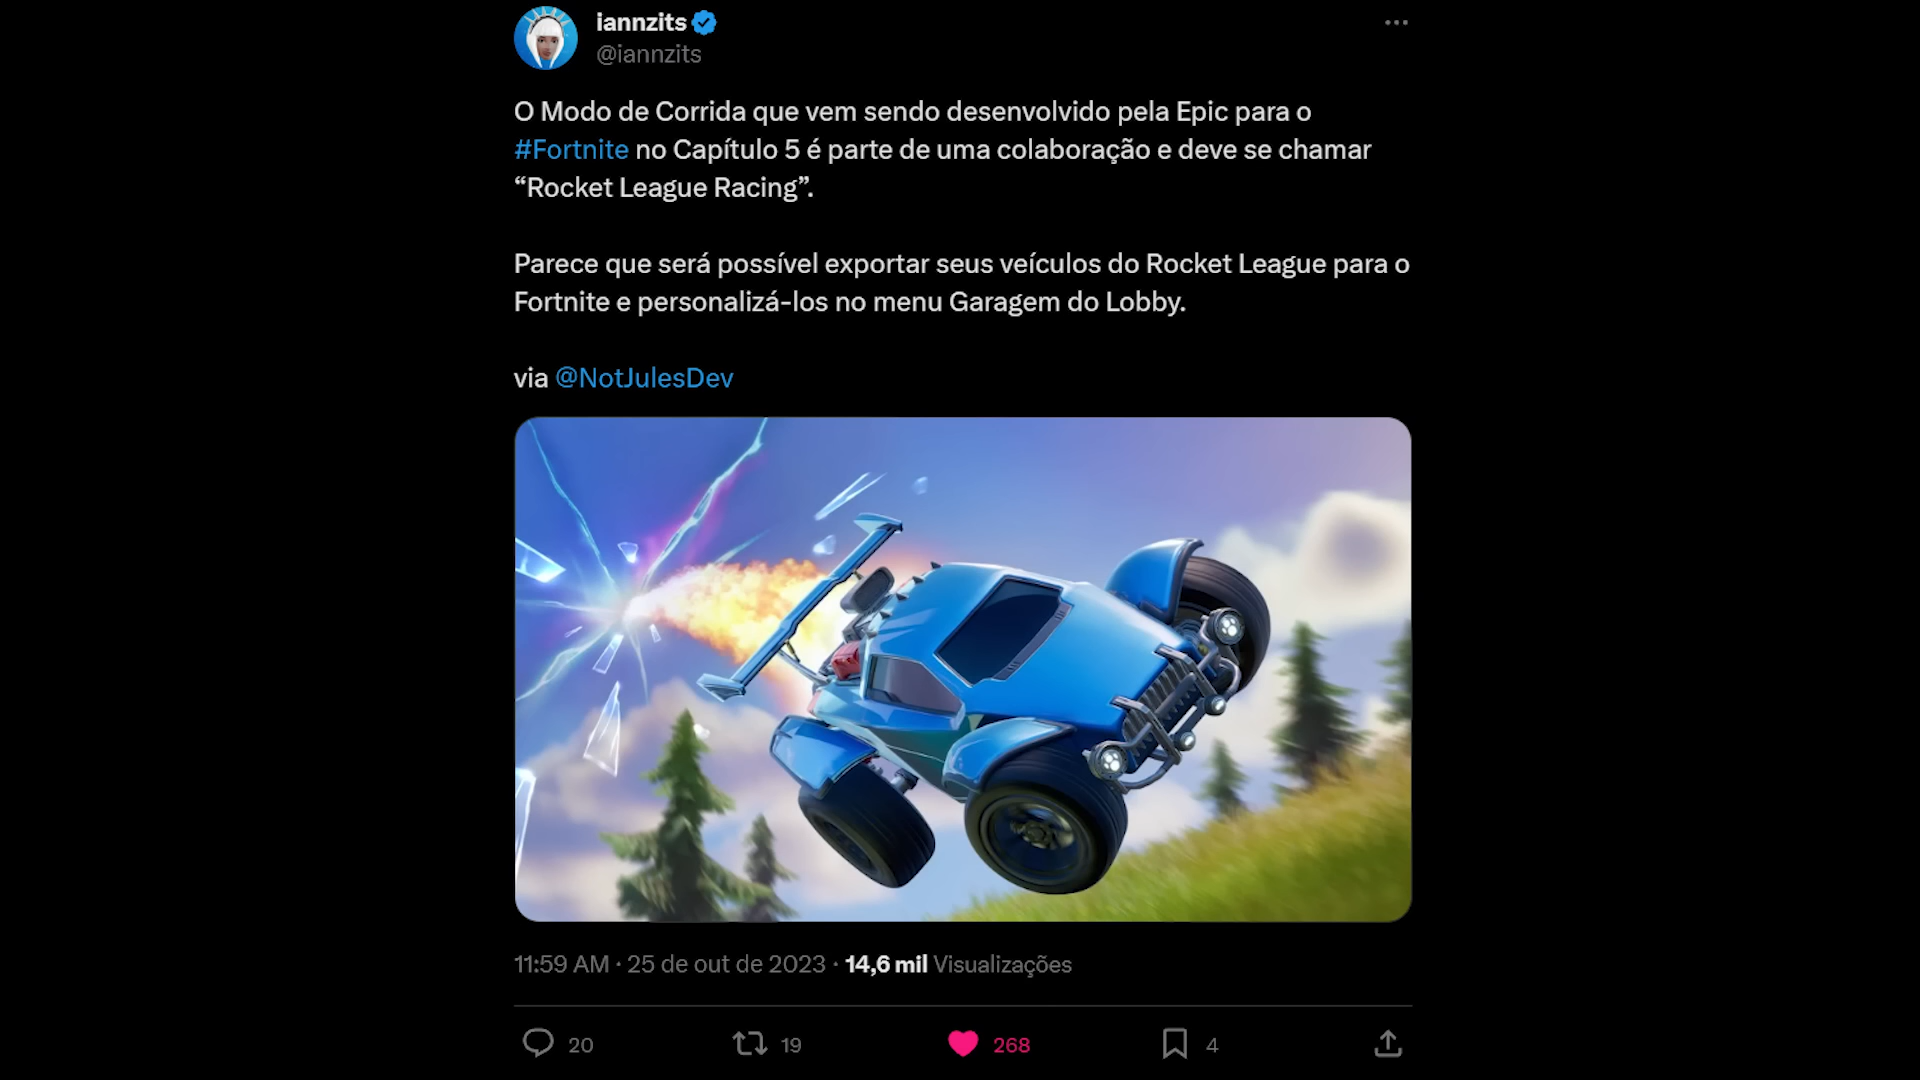 iannzits
@iannzits
O Modo de Corrida que vem sendo desenvolvido pela Epic para o
#Fortnite no Capítulo 5 é parte de uma colaboração e deve se chamar
“Rocket League Racing”.
Parece que será possível exportar seus veículos do Rocket League para o
Fortnite e personalizá-los no menu Garagem do Lobby.
via @NotJulesDev
11:59 AM · 25 de out de 2023 · 14,6 mil Visualizações
20 19 268 4